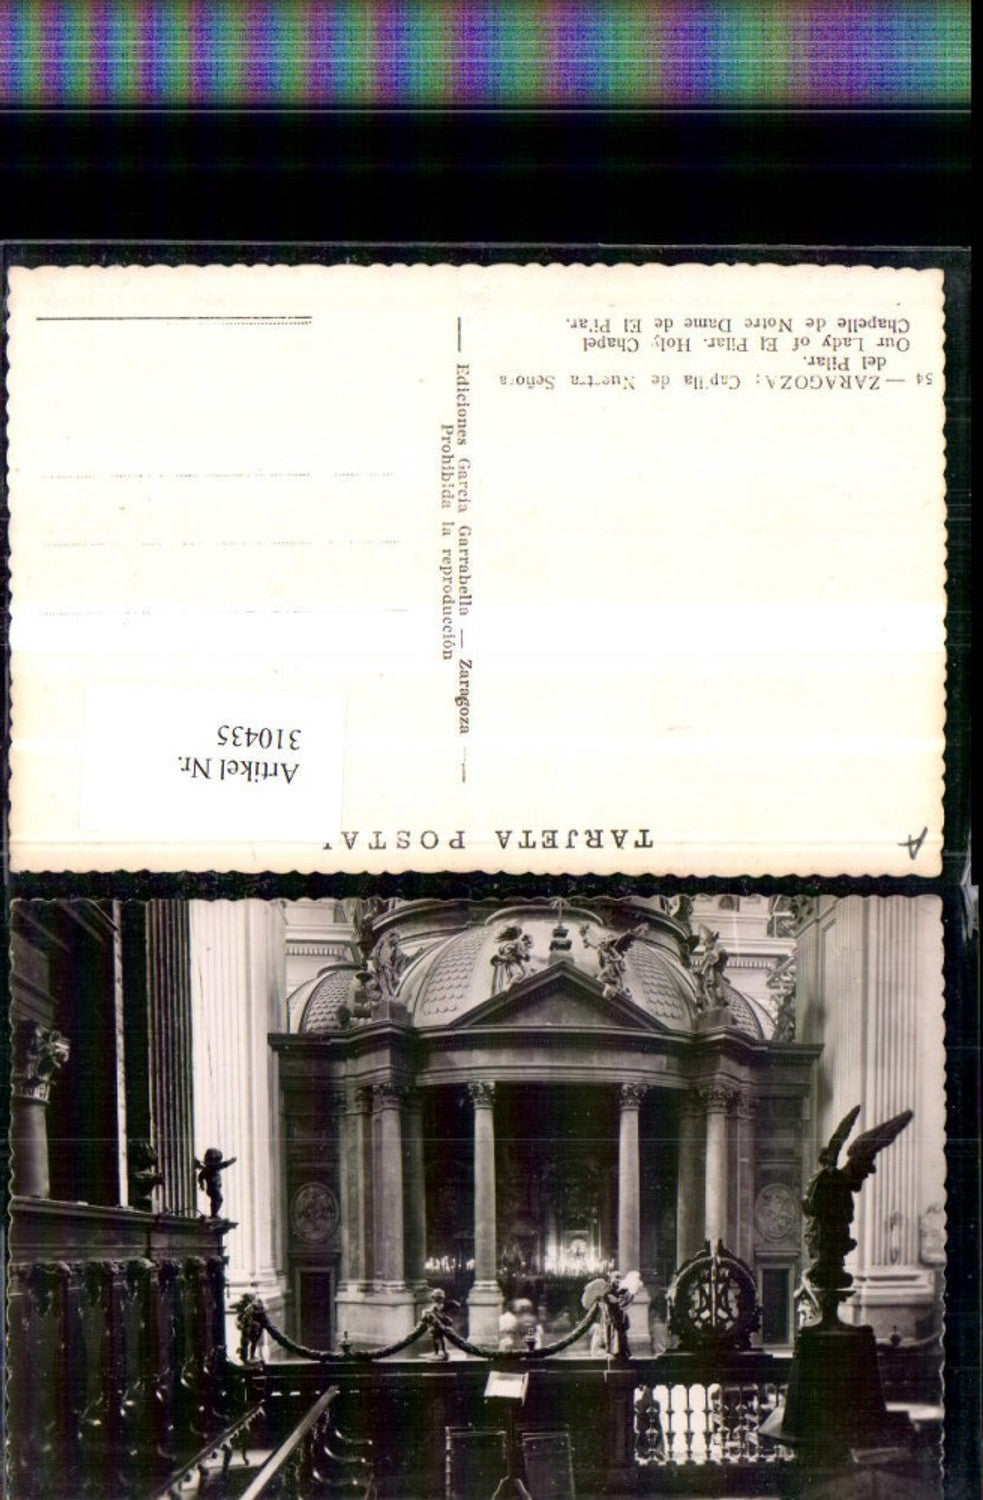 TARJETA POSTA
Artikel Nr.
310435
Ediciones García Garrabella — Zaragoza —
Prohibida la reproducción
54 — ZARAGOZA: Capilla de Nuestra Señora
del Pilar.
Our Lady of El Pilar. Holy Chapel
Chapelle de Notre Dame de El Pilar.
A